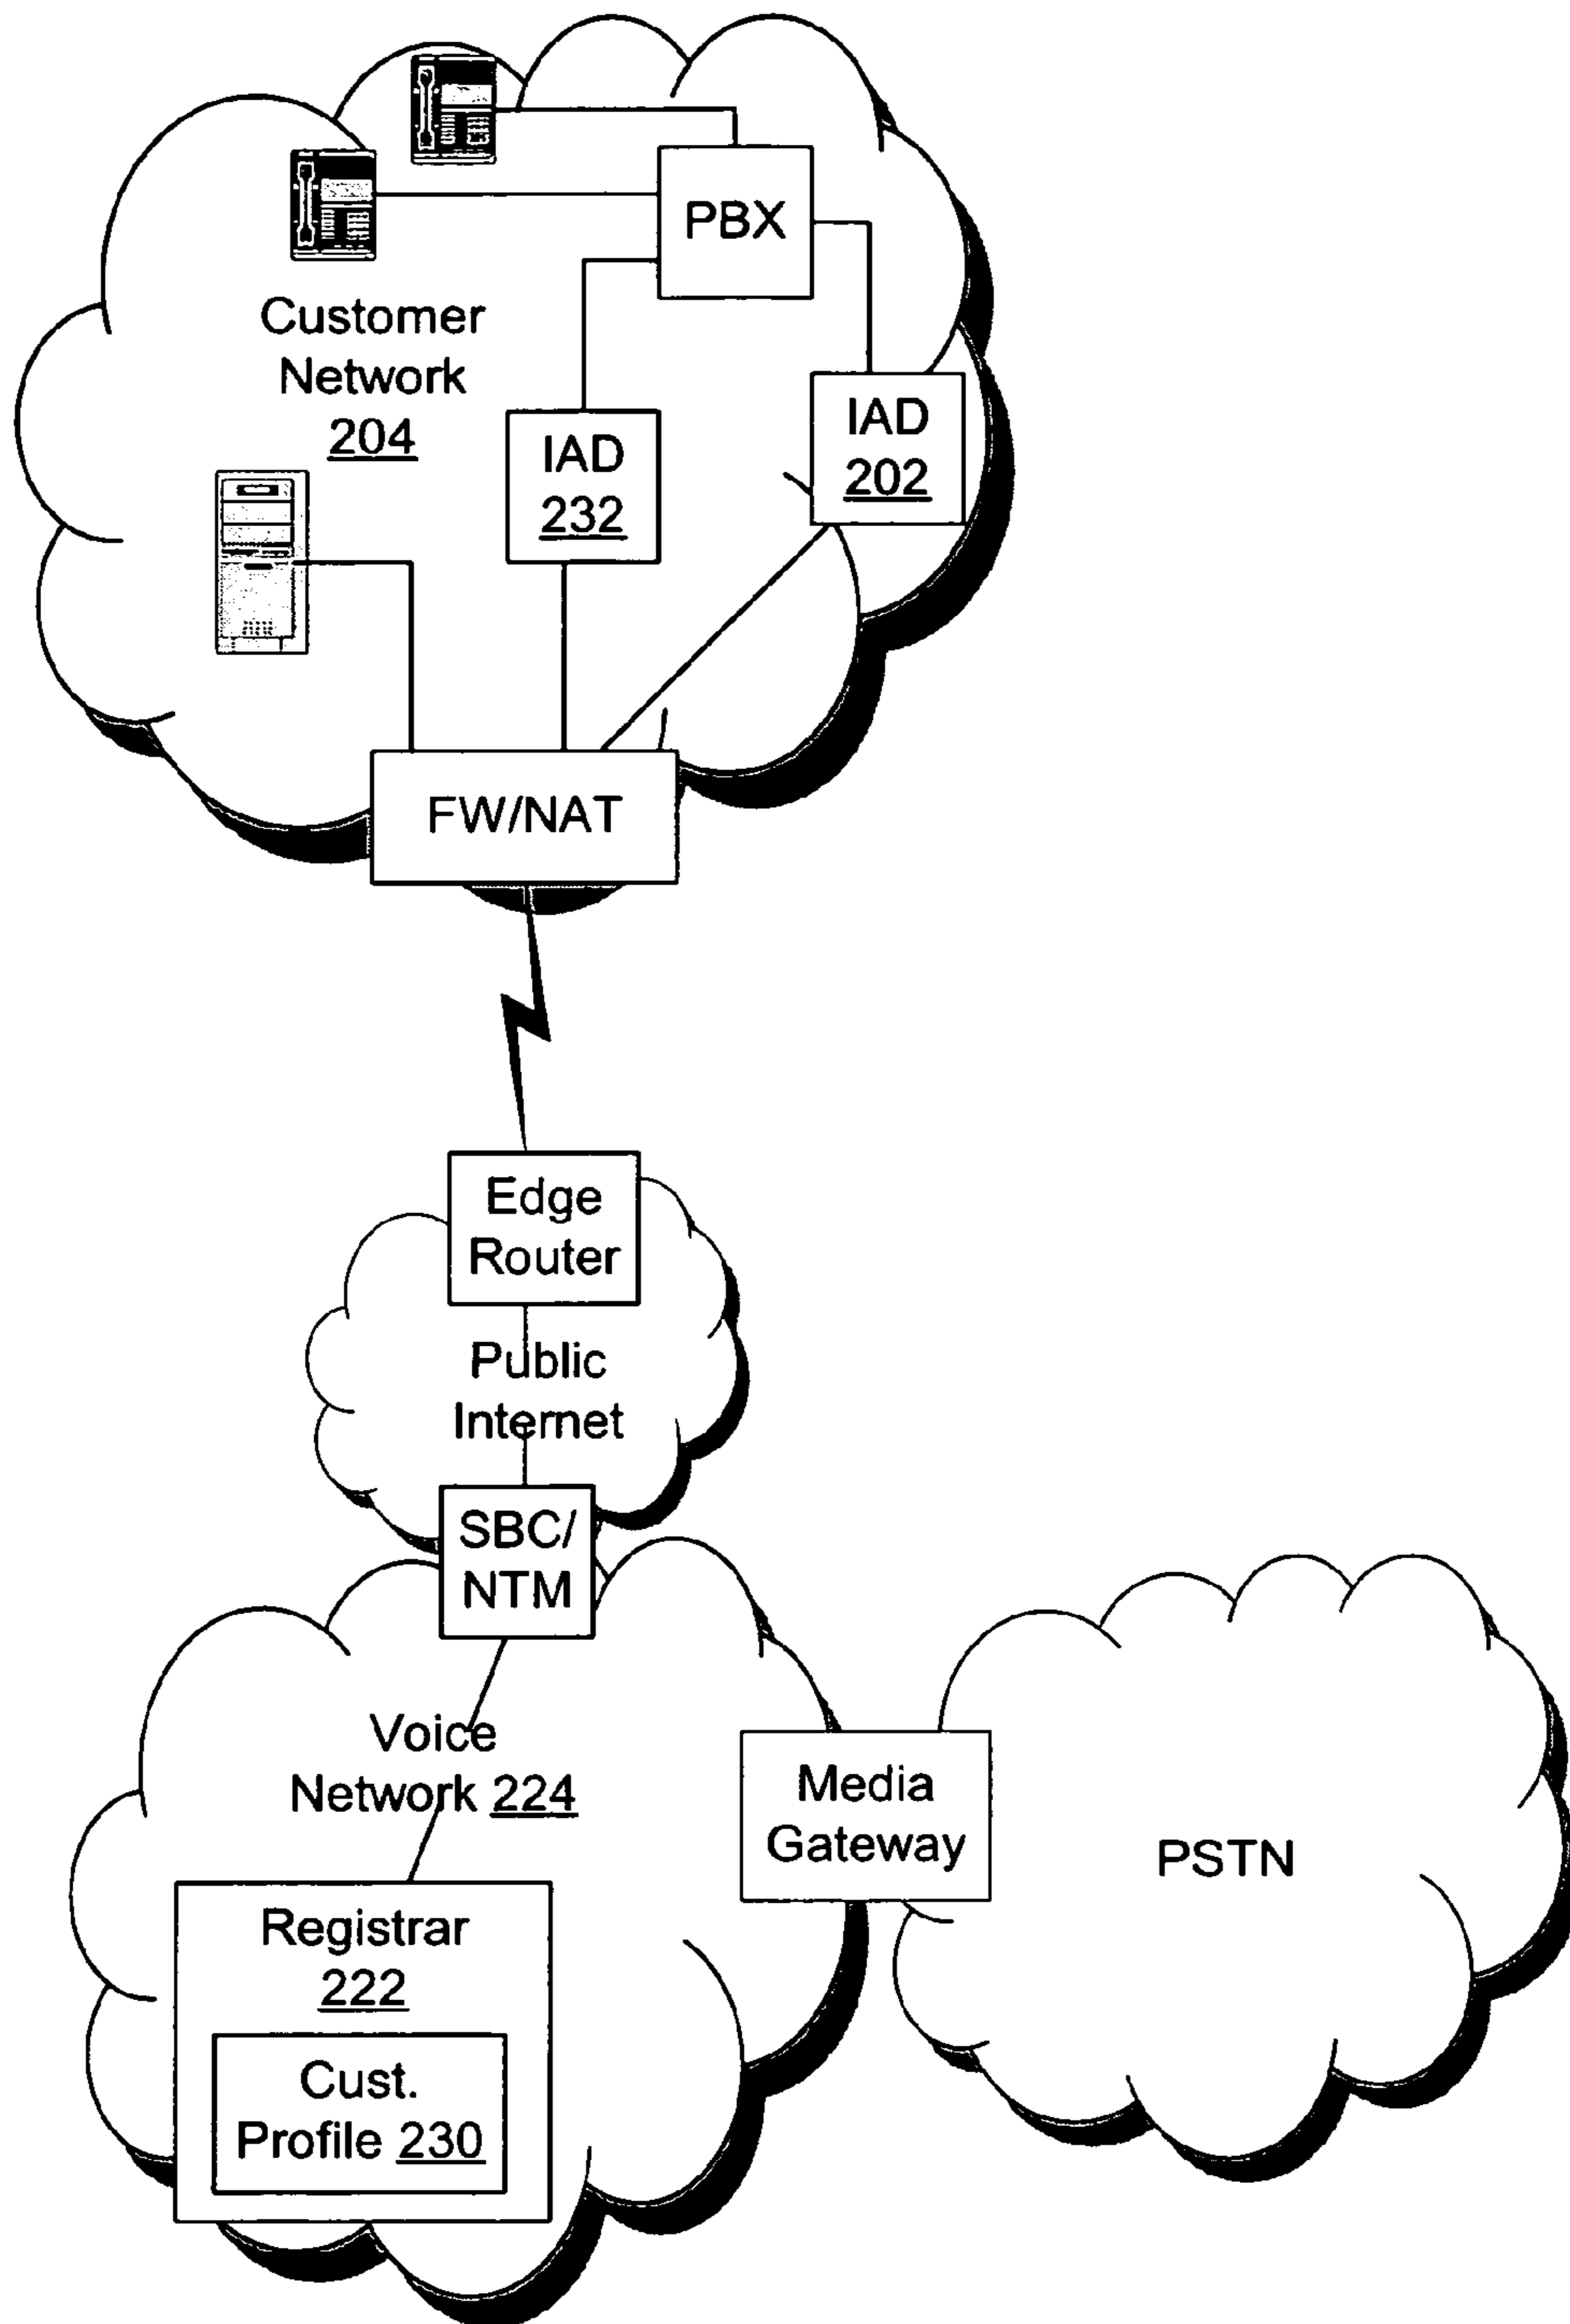 PBX
Customer
Network
204
IAD
202
IAD
232
FW/NAT
Edge
Router
Public
Internet
SBC/
NTM
Voice
Network 224
Media
Gateway
PSTN
Registrar
222
Cust.
Profile 230